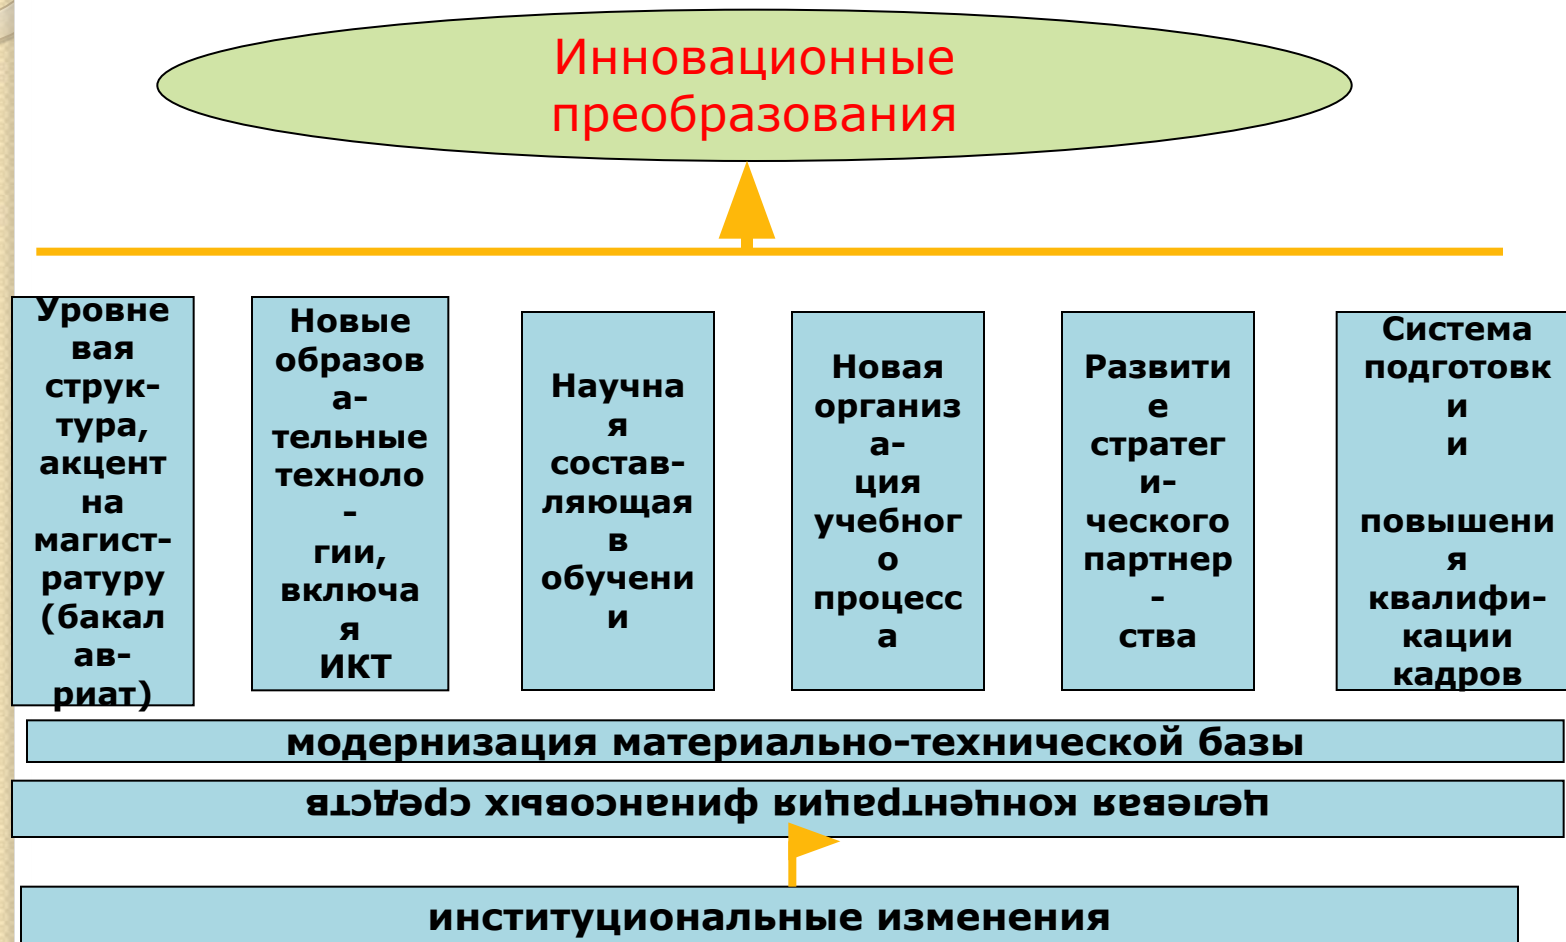 Инновационные
преобразования
Уровне
вая
струк-
тура,
акцент
на
магист-
ратуру
(бакал
ав-
риат)
Новые
образов
а-
тельные
техноло
-
гии,
включа
я
ИКТ
Научна
я
состав-
ляющая
в
обучени
и
Новая
организ
а-
ция
учебног
о
процесс
а
Развити
е
стратег
и-
ческого
партнер
-
ства
Система
подготовк
и
и
повышени
я
квалифи-
кации
кадров
модернизация материально-технической базы
целевая концентрация финансовых средств
институциональные изменения